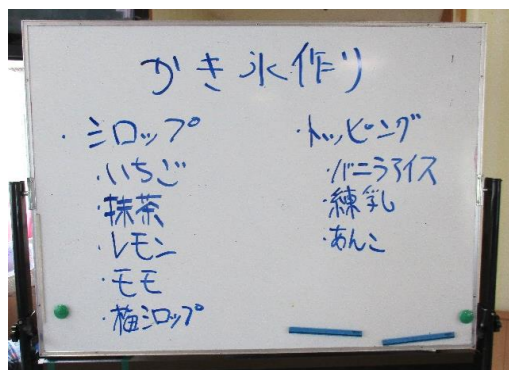 かき氷作り
・シロップ
・いちご
・抹茶
・レモン
・モモ
・梅シロップ
・トッピング
・バニラアイス
・練乳
・あんこ